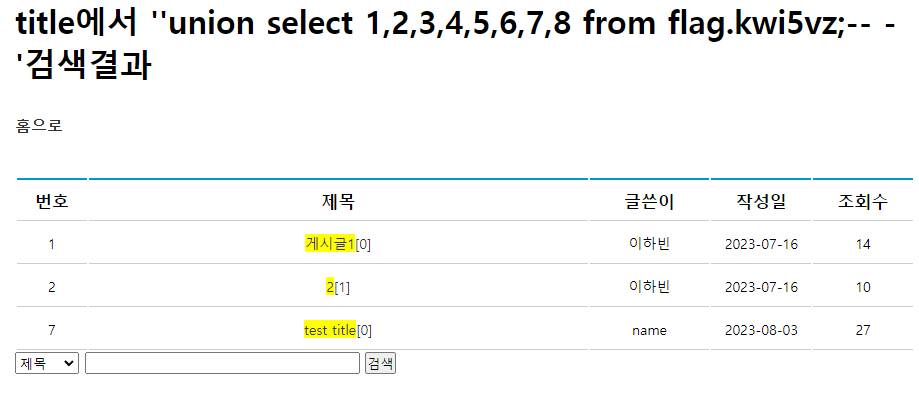 title에서 ''union select 1,2,3,4,5,6,7,8 from flag.kwi5vz;-- -
'검색결과
홈으로
번호 제목 글쓴이 작성일 조회수
1 게시글1[0] 이하빈 2023-07-16 14
2 2[1] 이하빈 2023-07-16 10
7 test title[0] name 2023-08-03 27
제목 검색